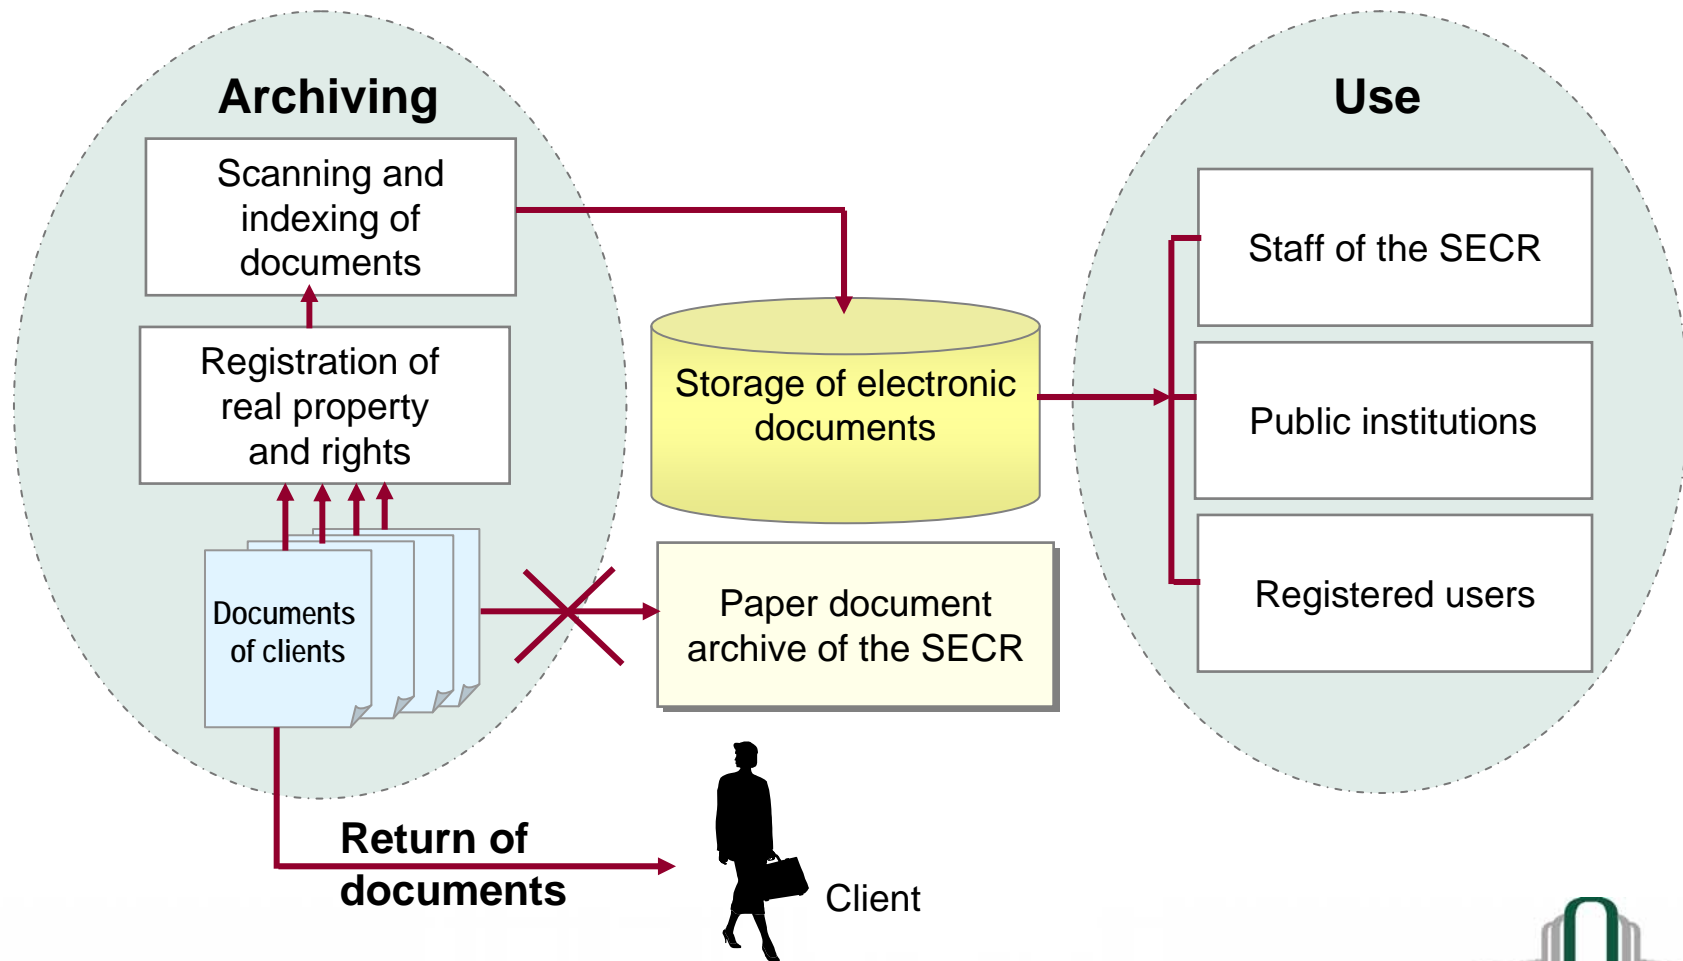 Archiving
Scanning and
indexing of
documents
Registration of
real property
and rights
Documents
of clients
Return of
documents
Storage of electronic
documents
Paper document
archive of the SECR
Client
Use
Staff of the SECR
Public institutions
Registered users